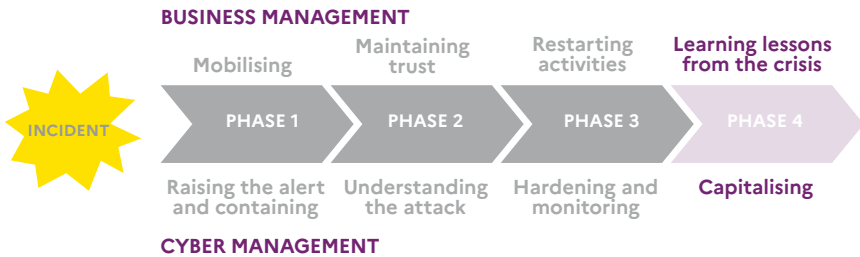 BUSINESS MANAGEMENT
Mobilising
Maintaining
trust
Restarting
activities
Learning lessons
from the crisis
INCIDENT
PHASE 1
PHASE 2
PHASE 3
PHASE 4
Raising the alert
and containing
Understanding
the attack
Hardening and
monitoring
Capitalising
CYBER MANAGEMENT